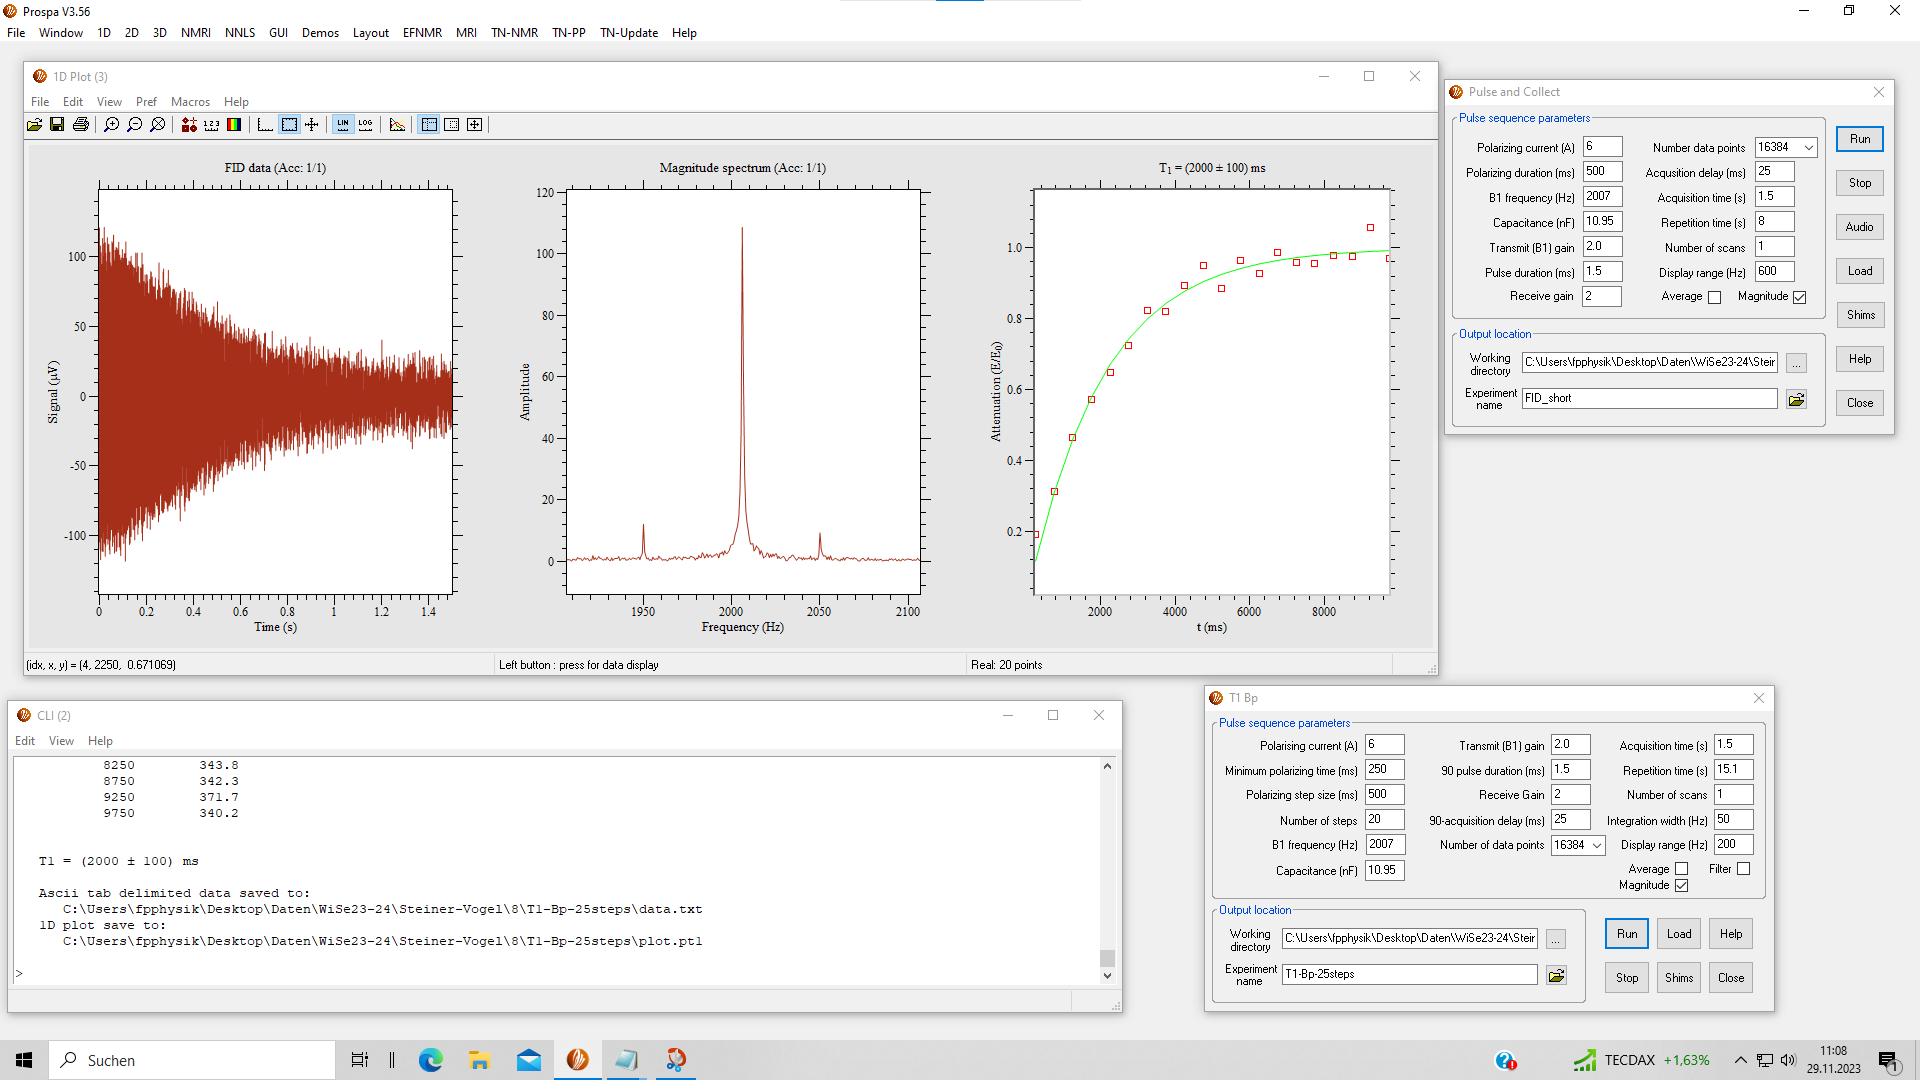 Prospa V3.56
File Window 1D 2D 3D NMRI NNLS GUI Demos Layout EFNMR MRI TN-NMR TN-PP TN-Update Help
1D Plot (3)
File Edit View Pref Macros Help
1 2 3 LIN LOG
FID data (Acc: 1/1)
Signal (µV)
100
50
0
-50
-100
0 0.2 0.4 0.6 0.8 1 1.2 1.4
Time (s)
Magnitude spectrum (Acc: 1/1)
Amplitude
120
100
80
60
40
20
0
1950 2000 2050 2100
Frequency (Hz)
T1 = (2000 ± 100) ms
Attenuation (E/E0)
1.0
0.8
0.6
0.4
0.2
2000 4000 6000 8000
t (ms)
(idx, x, y) = (4, 2250, 0.671069)
Left button : press for data display
Real: 20 points
Pulse and Collect
Pulse sequence parameters
Polarizing current (A) 6 Number data points 16384
Polarizing duration (ms) 500 Acqusition delay (ms) 25
B1 frequency (Hz) 2007 Acquisition time (s) 1.5
Capacitance (nF) 10.95 Repetition time (s) 8
Transmit (B1) gain 2.0 Number of scans 1
Pulse duration (ms) 1.5 Display range (Hz) 600
Receive gain 2 Average Magnitude
Run
Stop
Audio
Load
Shims
Help
Close
Output location
Working directory C:\Users\fpphysik\Desktop\Daten\WiSe23-24\Steir ...
Experiment name FID_short
CLI (2)
Edit View Help
8250 343.8
8750 342.3
9250 371.7
9750 340.2
T1 = (2000 ± 100) ms
Ascii tab delimited data saved to:
C:\Users\fpphysik\Desktop\Daten\WiSe23-24\Steiner-Vogel\8\T1-Bp-25steps\data.txt
1D plot save to:
C:\Users\fpphysik\Desktop\Daten\WiSe23-24\Steiner-Vogel\8\T1-Bp-25steps\plot.pt1
>
T1 Bp
Pulse sequence parameters
Polarising current (A) 6 Transmit (B1) gain 2.0 Acquisition time (s) 1.5
Minimum polarizing time (ms) 250 90 pulse duration (ms) 1.5 Repetition time (s) 15.1
Polarizing step size (ms) 500 Receive Gain 2 Number of scans 1
Number of steps 20 90-acquisition delay (ms) 25 Integration width (Hz) 50
B1 frequency (Hz) 2007 Number of data points 16384 Display range (Hz) 200
Capacitance (nF) 10.95 Average Filter
Magnitude
Output location
Working directory C:\Users\fpphysik\Desktop\Daten\WiSe23-24\Steir ...
Experiment name T1-Bp-25steps
Run Load Help
Stop Shims Close
Suchen
TECDAX +1,63%
11:08
29.11.2023
1